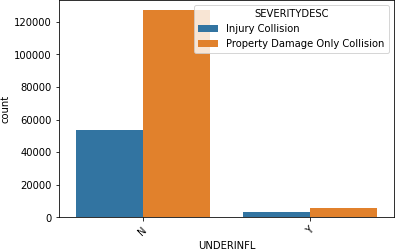 SEVERITYDESC
Injury Collision
Property Damage Only Collision
120000
100000
80000
60000
40000
20000
0
count
N
Y
UNDERINFL